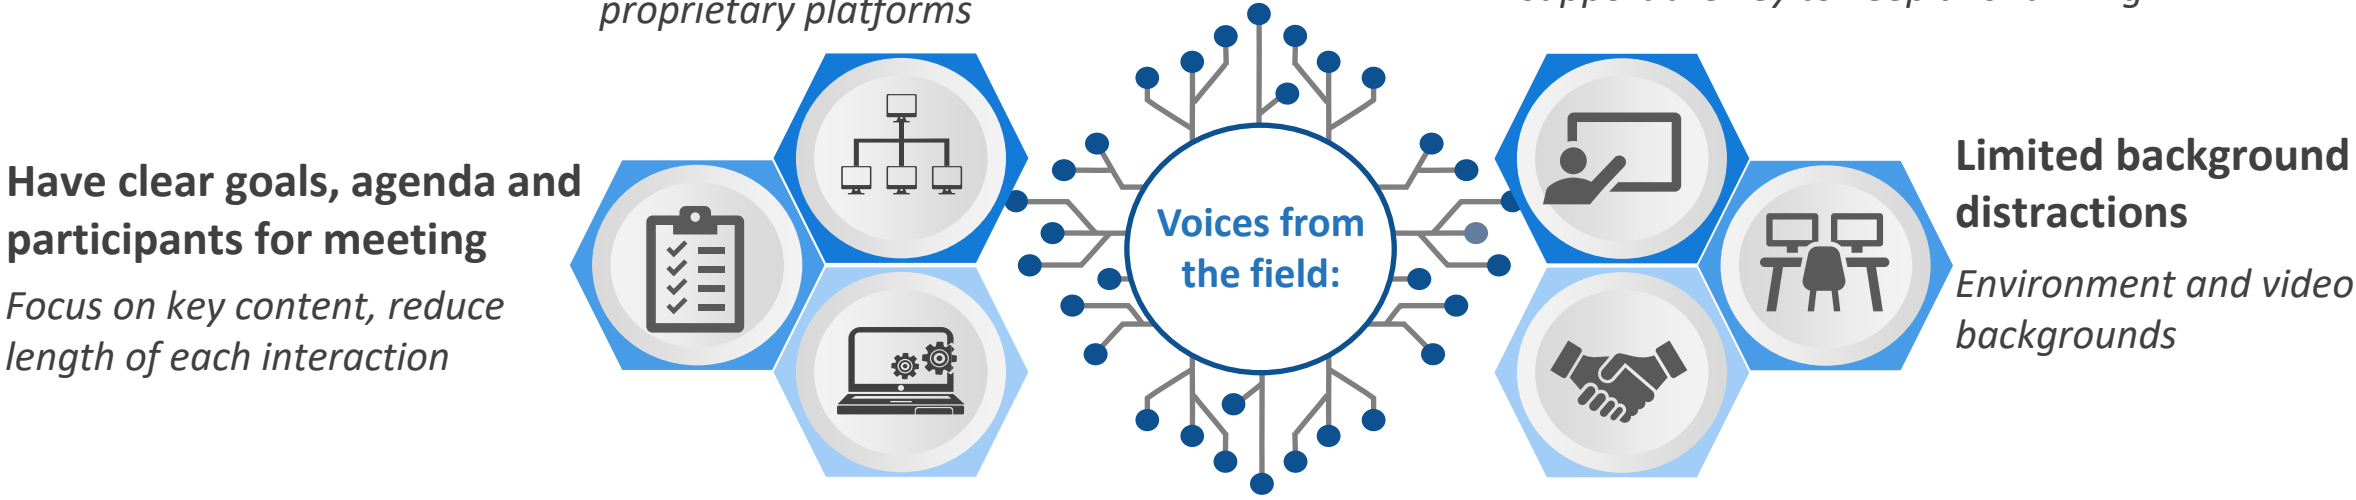 proprietary platforms
Have clear goals, agenda and
participants for meeting
Focus on key content, reduce
length of each interaction
Voices from
the field:
Limited background
distractions
Environment and video
backgrounds